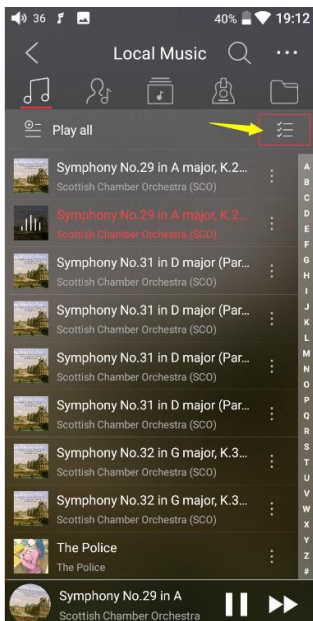 36
40%
19:12
Local Music
Play all
Symphony No.29 in A major, K.2...
Scottish Chamber Orchestra (SCO)
Symphony No.29 in A major, K.2...
Scottish Chamber Orchestra (SCO)
Symphony No.31 in D major (Par...
Scottish Chamber Orchestra (SCO)
Symphony No.31 in D major (Par...
Scottish Chamber Orchestra (SCO)
Symphony No.31 in D major (Par...
Scottish Chamber Orchestra (SCO)
Symphony No.31 in D major (Par...
Scottish Chamber Orchestra (SCO)
Symphony No.32 in G major, K.3...
Scottish Chamber Orchestra (SCO)
Symphony No.32 in G major, K.3...
Scottish Chamber Orchestra (SCO)
The Police
The Police
A
B
C
D
E
F
G
H
I
J
K
L
M
N
O
P
Q
R
S
T
U
V
W
X
Y
Z
#
Symphony No.29 in A
Scottish Chamber Orchestra